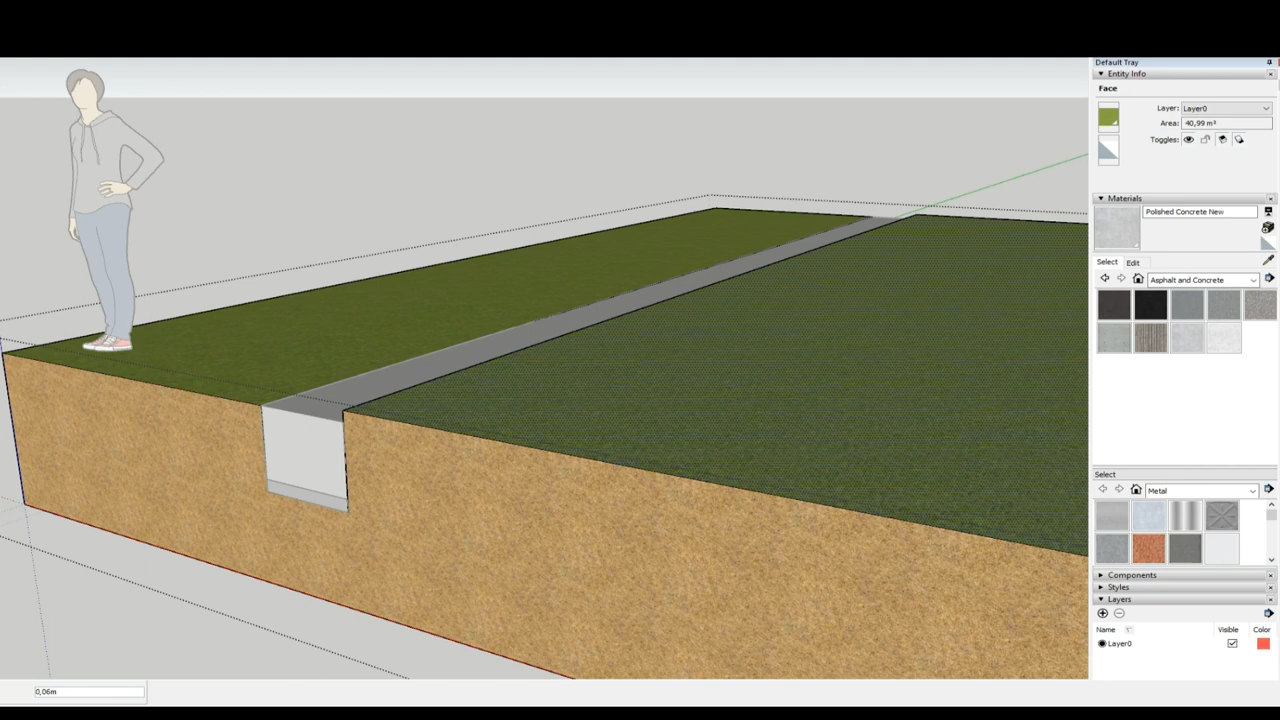 Default Tray
Entity Info
Face
Layer: Layer0
Area: 40,99 m²
Toggles:
Materials
Polished Concrete New
Select Edit
Asphalt and Concrete
Select
Metal
Components
Styles
Layers
Name Visible Color
Layer0
0,06m